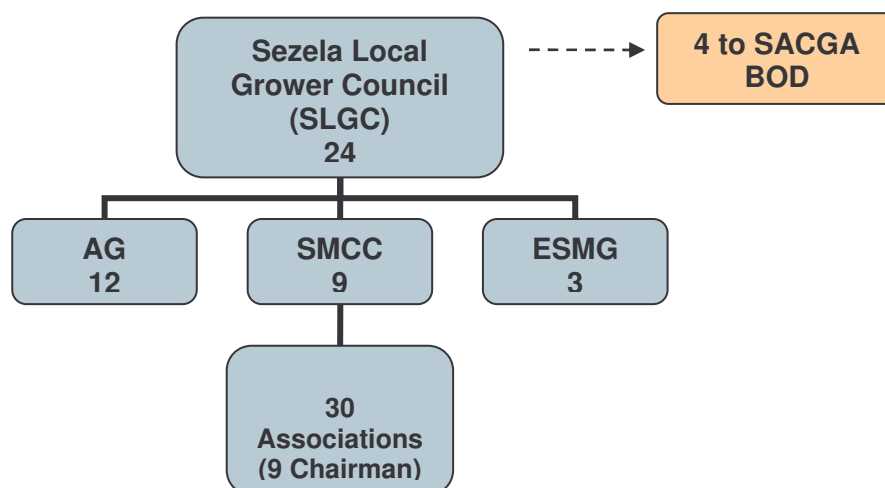 Sezela Local
Grower Council
(SLGC)
24
4 to SACGA
BOD
AG
12
SMCC
9
ESMG
3
30
Associations
(9 Chairman)